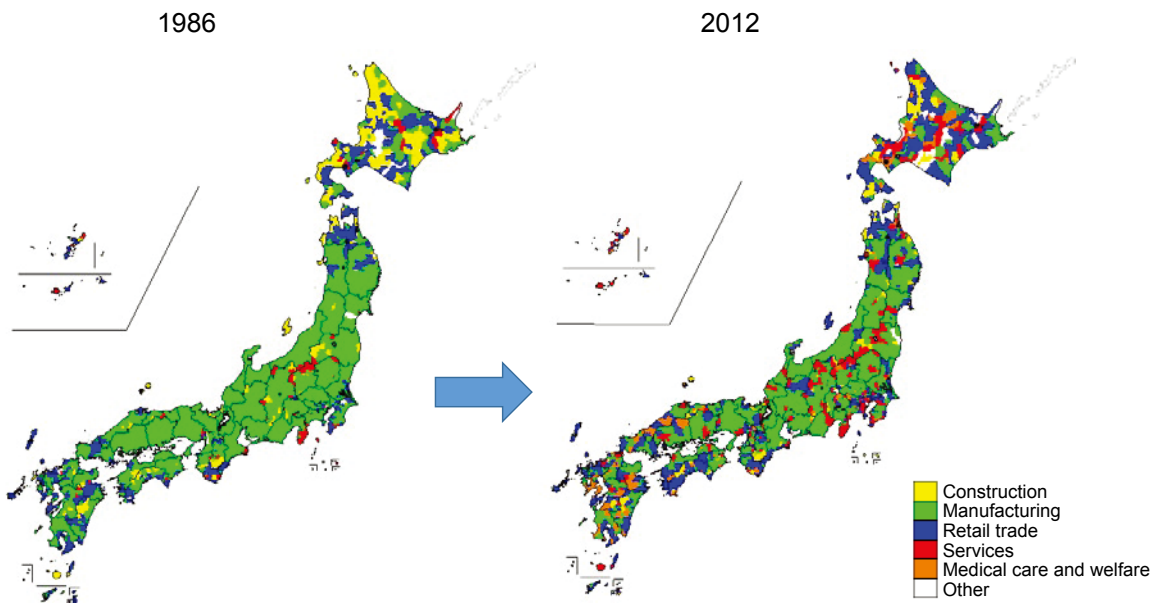 1986
2012
Construction
Manufacturing
Retail trade
Services
Medical care and welfare
Other